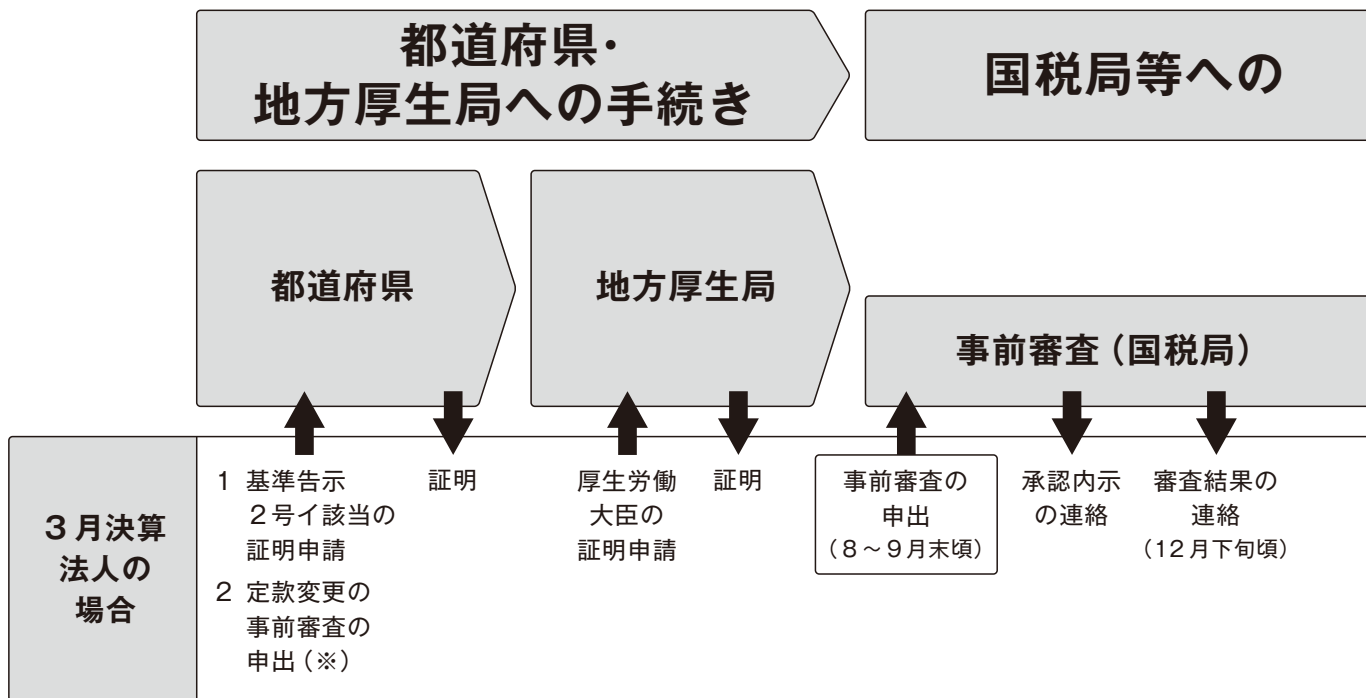 都道府県・
地方厚生局への手続き
国税局等への
都道府県
地方厚生局
事前審査（国税局）
3月決算
法人の
場合
1 基準告示
2号イ該当の
証明申請
2 定款変更の
事前審査の
申出（※）
証明
厚生労働
大臣の
証明申請
証明
事前審査の
申出
（8～9月末頃）
承認内示
の連絡
審査結果の
連絡
（12月下旬頃）